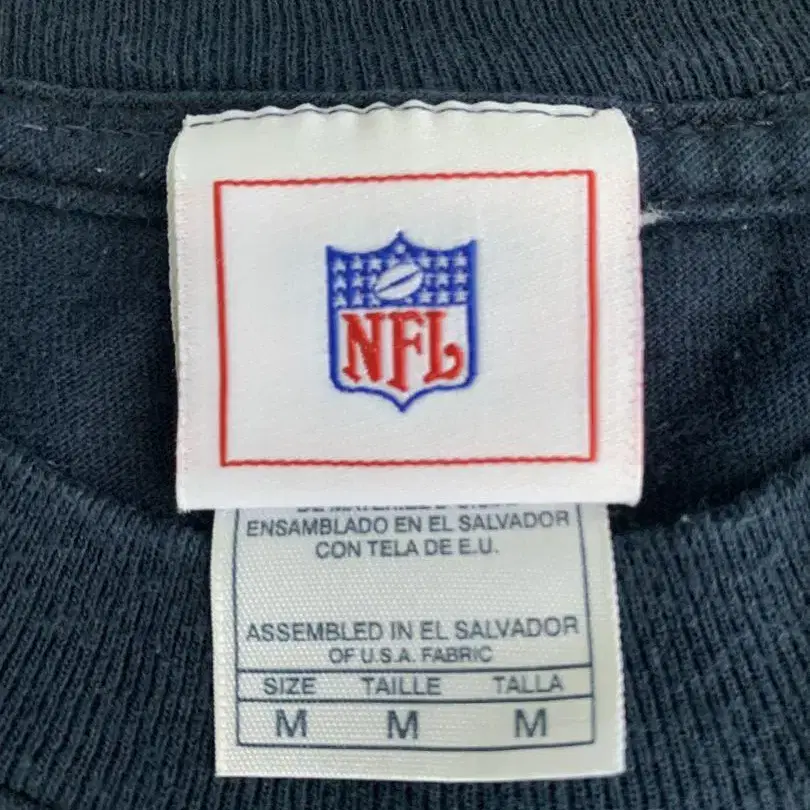 NFL
ENSAMBLADO EN EL SALVADOR
CON TELA DE E.U.
ASSEMBLED IN EL SALVADOR
OF U.S.A. FABRIC
SIZE TAILLE TALLA
M M M